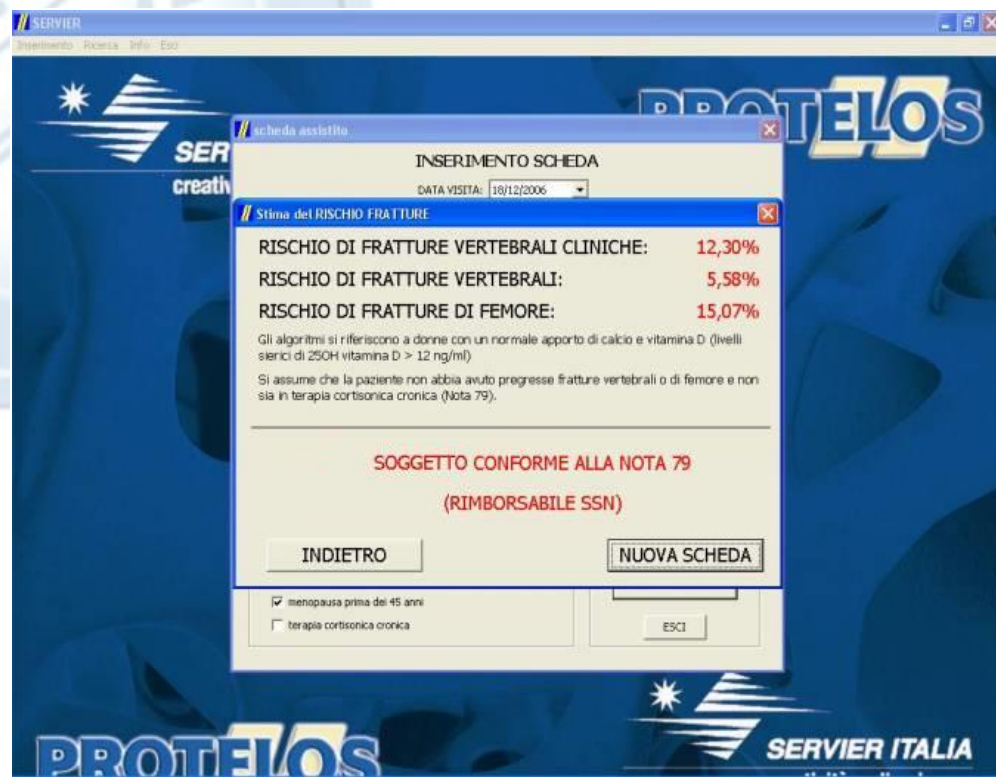 SERVIER
Inserimento Ricerca Info Esci
PROTELOS
SER
creativ
scheda assistito
INSERIMENTO SCHEDA
DATA VISITA: 18/12/2006
Stima del RISCHIO FRATTURE
RISCHIO DI FRATTURE VERTEBRALI CLINICHE: 12,30%
RISCHIO DI FRATTURE VERTEBRALI: 5,58%
RISCHIO DI FRATTURE DI FEMORE: 15,07%
Gli algoritmi si riferiscono a donne con un normale apporto di calcio e vitamina D (livelli
sierici di 25OH vitamina D > 12 ng/ml)
Si assume che la paziente non abbia avuto pregresse fratture vertebrali o di femore e non
sia in terapia cortisonica cronica (Nota 79).
SOGGETTO CONFORME ALLA NOTA 79
(RIMBORSABILE SSN)
INDIETRO
NUOVA SCHEDA
menopausa prima dei 45 anni
terapia cortisonica cronica
ESCI
PROTELOS
SERVIER ITALIA